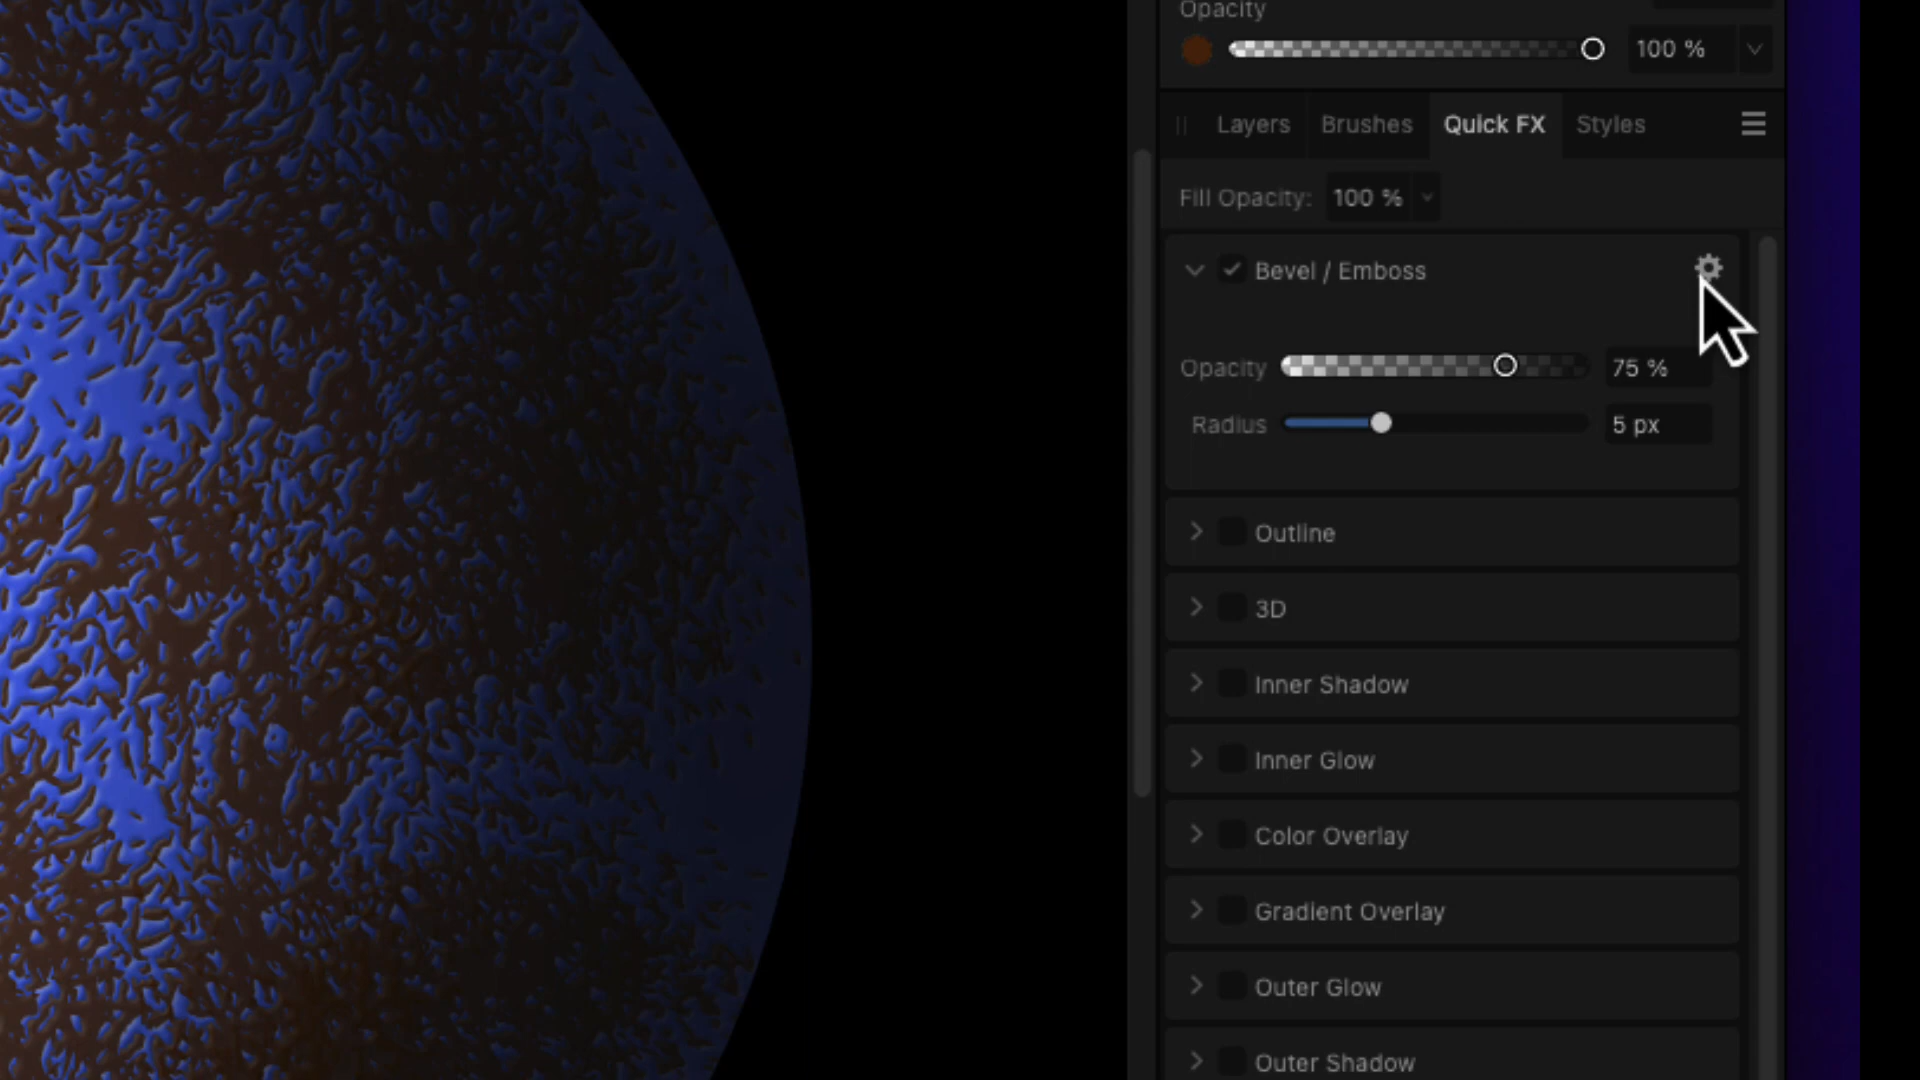 Opacity
100 %
Layers Brushes Quick FX Styles
Fill Opacity: 100 %
Bevel / Emboss
Opacity 75 %
Radius 5 px
Outline
3D
Inner Shadow
Inner Glow
Color Overlay
Gradient Overlay
Outer Glow
Outer Shadow